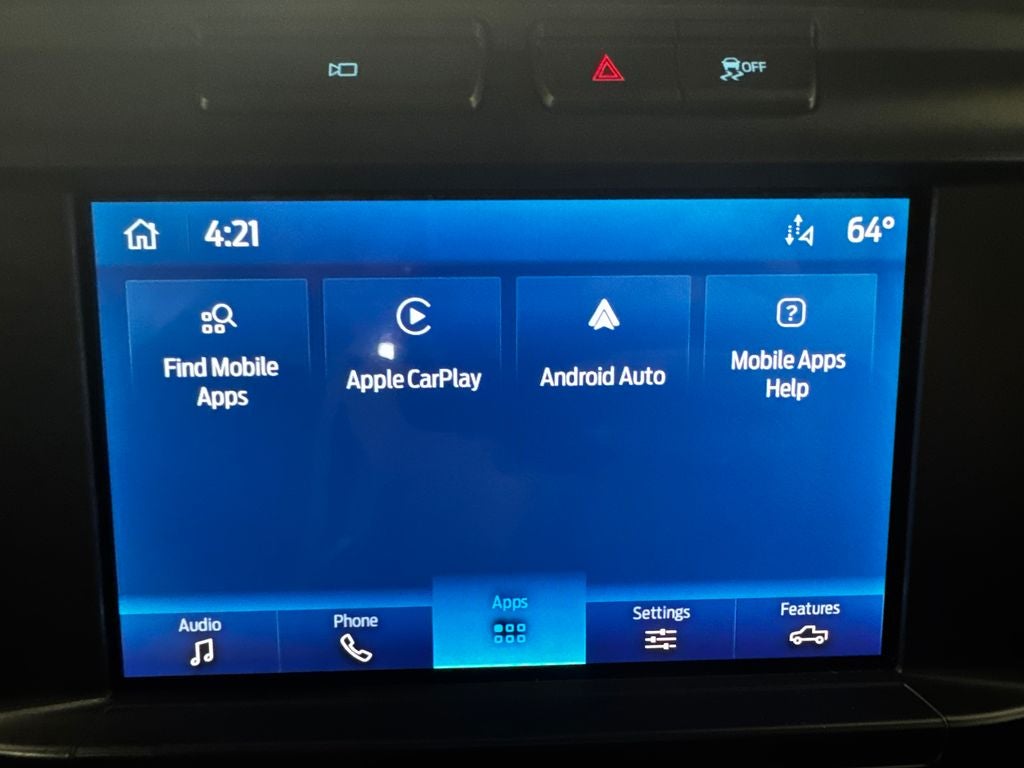 OFF
4:21
64°
Find Mobile
Apps
Apple CarPlay
Android Auto
Mobile Apps
Help
?
Audio
Phone
Apps
Settings
Features